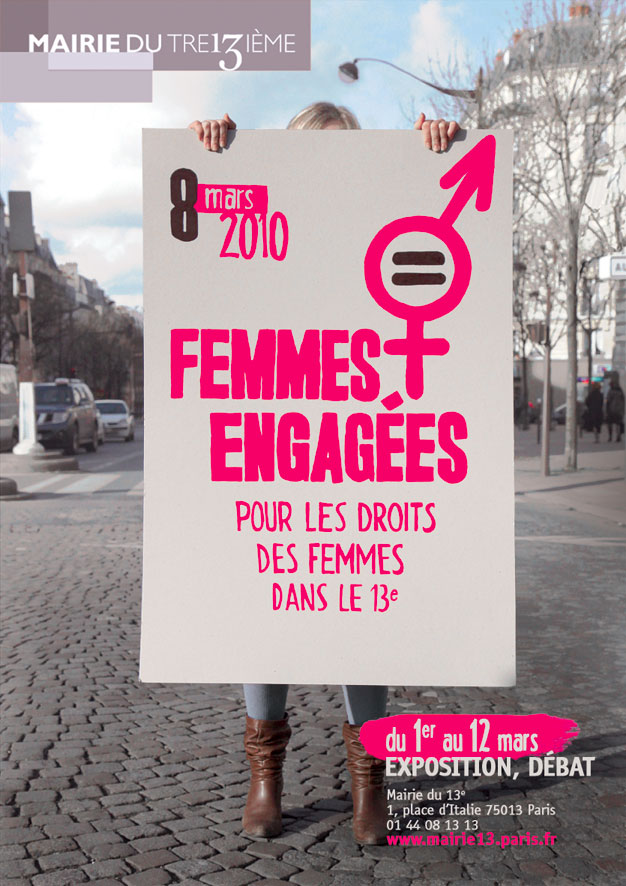 MAIRIE DU TRE13IÈME
8 mars
2010
=
FEMMES
ENGAGÉES
POUR LES DROITS
DES FEMMES
DANS LE 13e
du 1er au 12 mars
EXPOSITION, DÉBAT
Mairie du 13e
1, place d'Italie 75013 Paris
01 44 08 13 13
www.mairie13.paris.fr